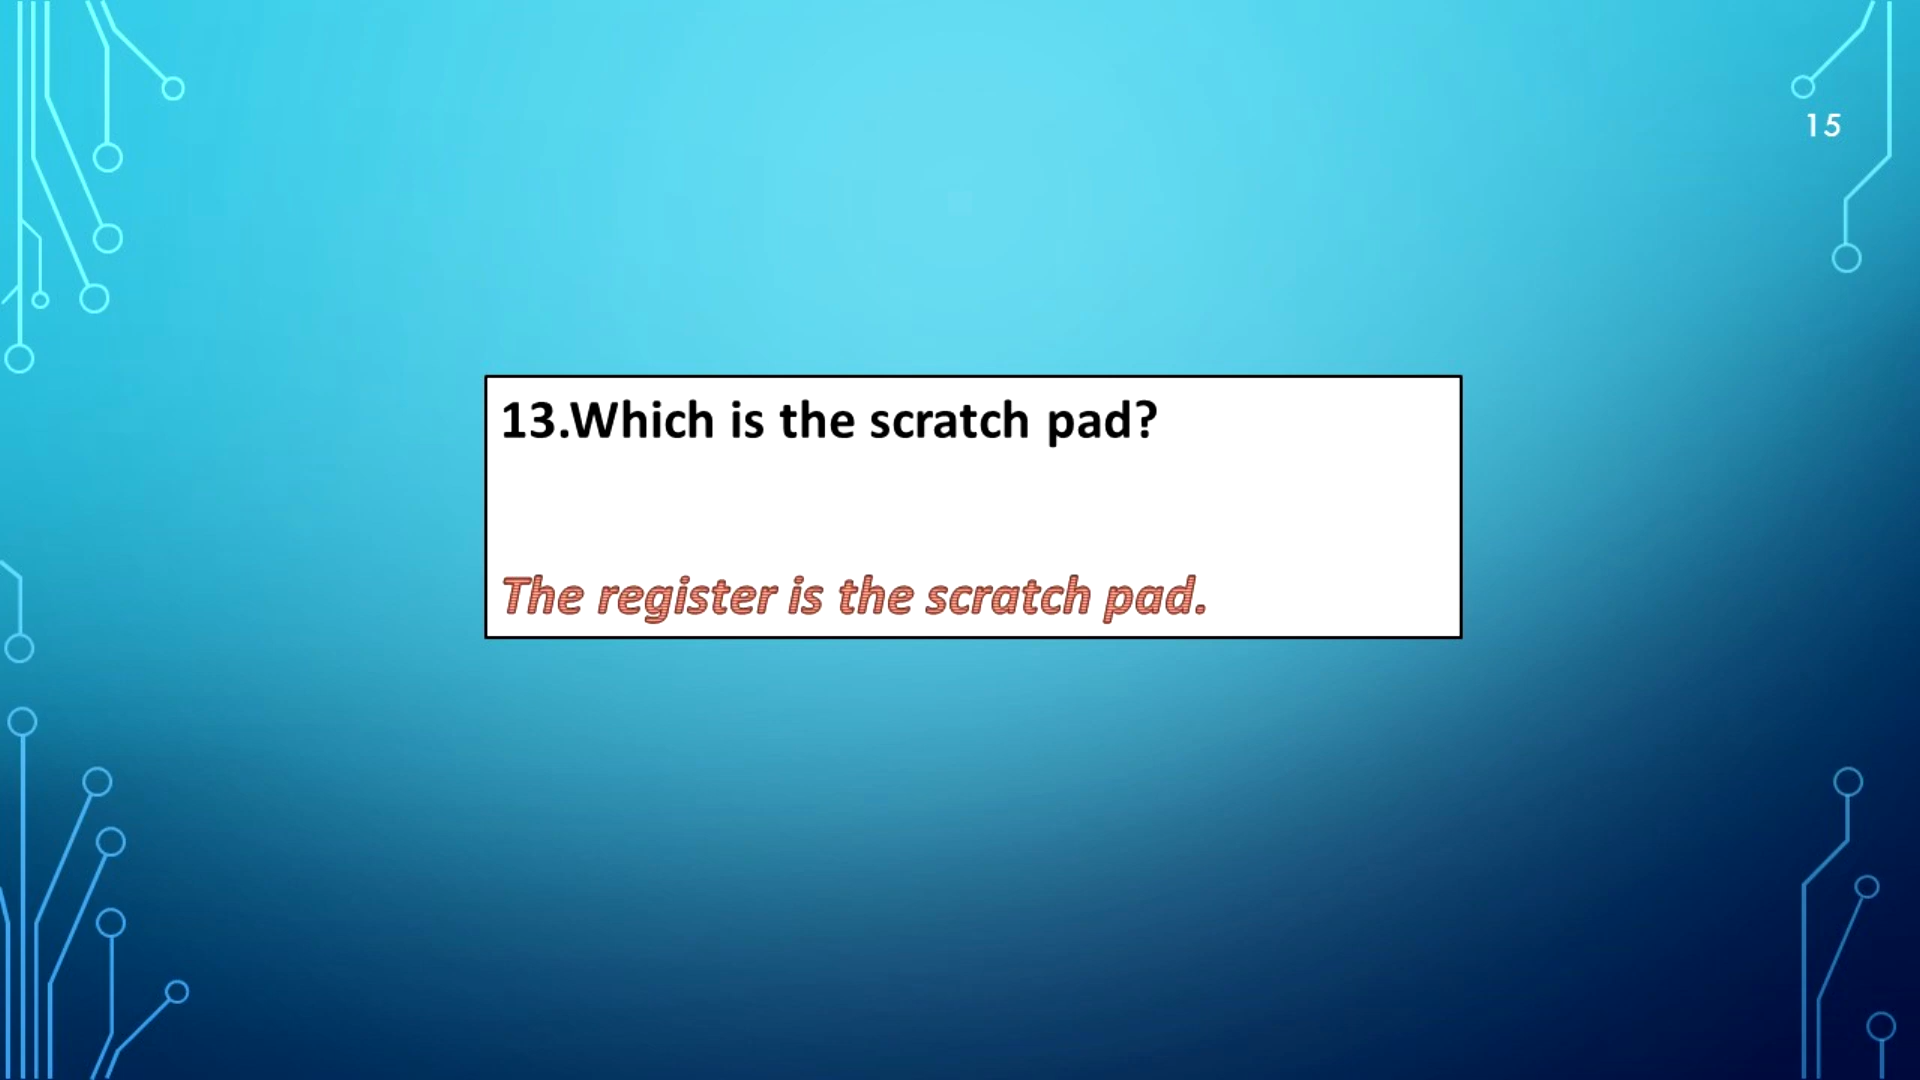 15
13.Which is the scratch pad?
The register is the scratch pad.